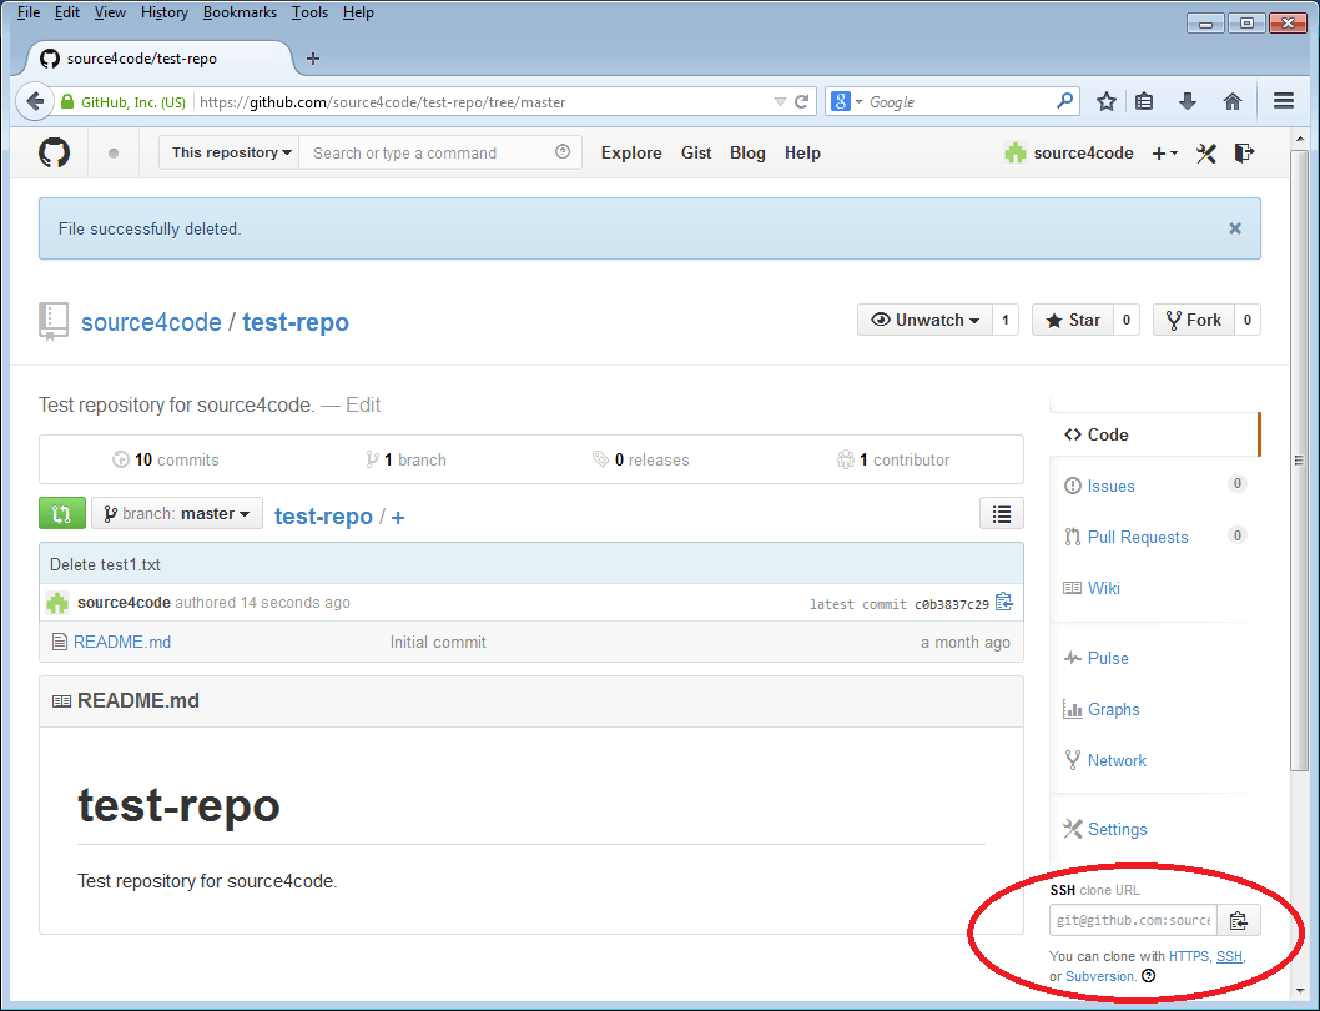 File Edit View History Bookmarks Tools Help
source4code/test-repo +
GitHub, Inc. (US) https://github.com/source4code/test-repo/tree/master 8 Google
This repository Search or type a command Explore Gist Blog Help source4code
File successfully deleted.
source4code / test-repo Unwatch 1 Star 0 Fork 0
Test repository for source4code. — Edit
10 commits 1 branch 0 releases 1 contributor
branch: master test-repo / +
Delete test1.txt
source4code authored 14 seconds ago latest commit c0b3837c29
README.md Initial commit a month ago
README.md
test-repo
Test repository for source4code.
Code
Issues 0
Pull Requests 0
Wiki
Pulse
Graphs
Network
Settings
SSH clone URL
git@github.com:source
You can clone with HTTPS, SSH,
or Subversion.